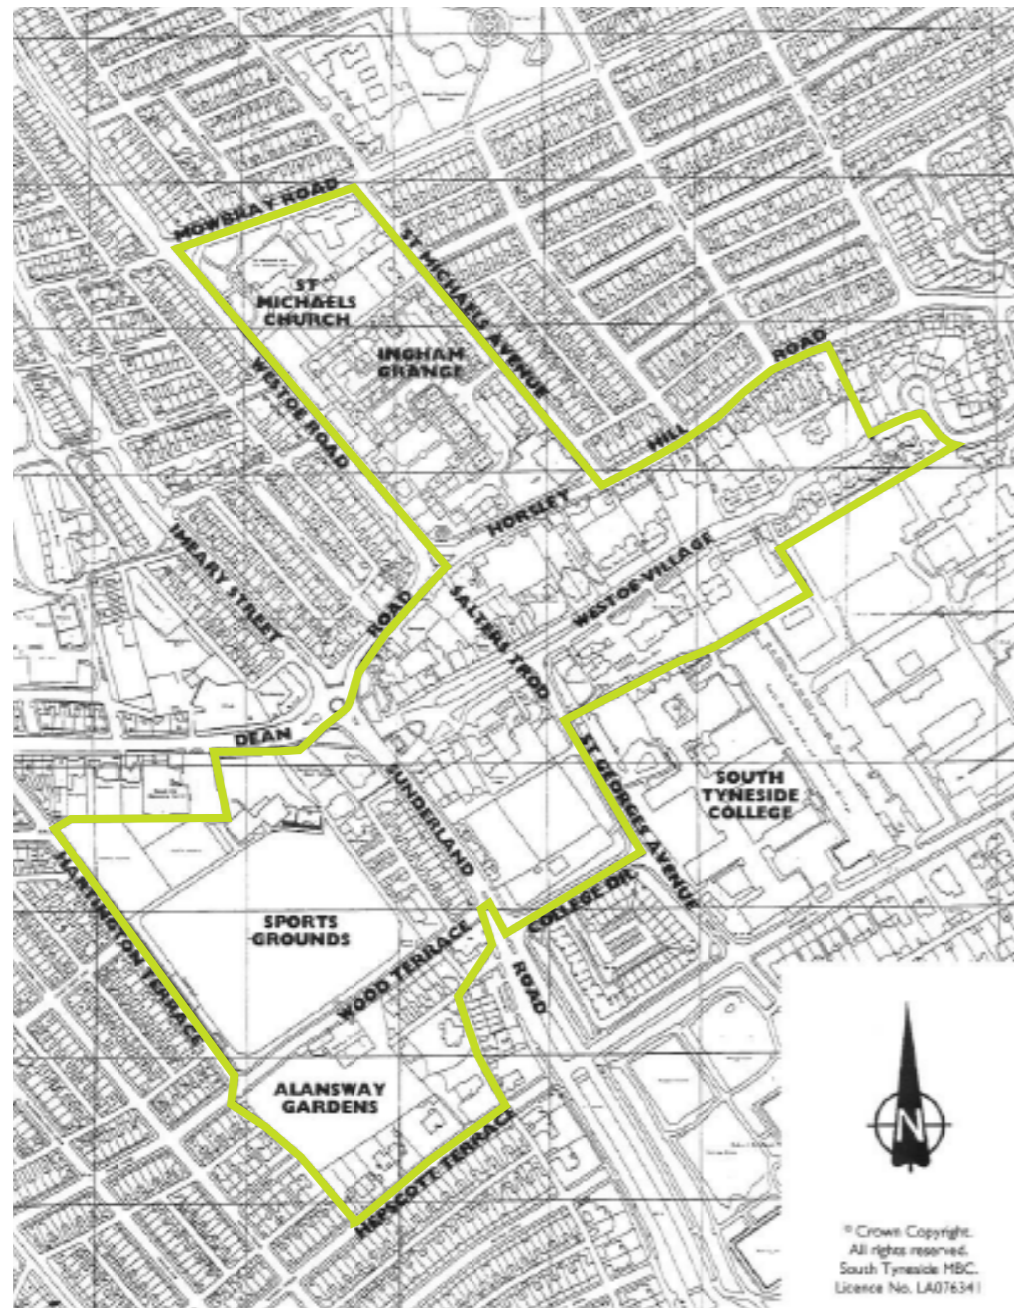 MOWBRAY ROAD
ST MICHAELS AVENUE
ST
MICHAELS
CHURCH
INGHAM
GRANGE
WESTOE ROAD
HORSLEY
HILL
ROAD
IMEARY STREET
ROAD
SALTERS TROD
WESTOE VILLAGE
DEAN
SUNDERLAND
ST GEORGES AVENUE
SOUTH
TYNESIDE
COLLEGE
HARTINGTON TERRACE
SPORTS
GROUNDS
WOOD TERRACE
COLLEGE DR.
ROAD
ALANSWAY
GARDENS
HEPSCOTT TERRACE
N
© Crown Copyright.
All rights reserved.
South Tyneside MBC.
Licence No. LA076341